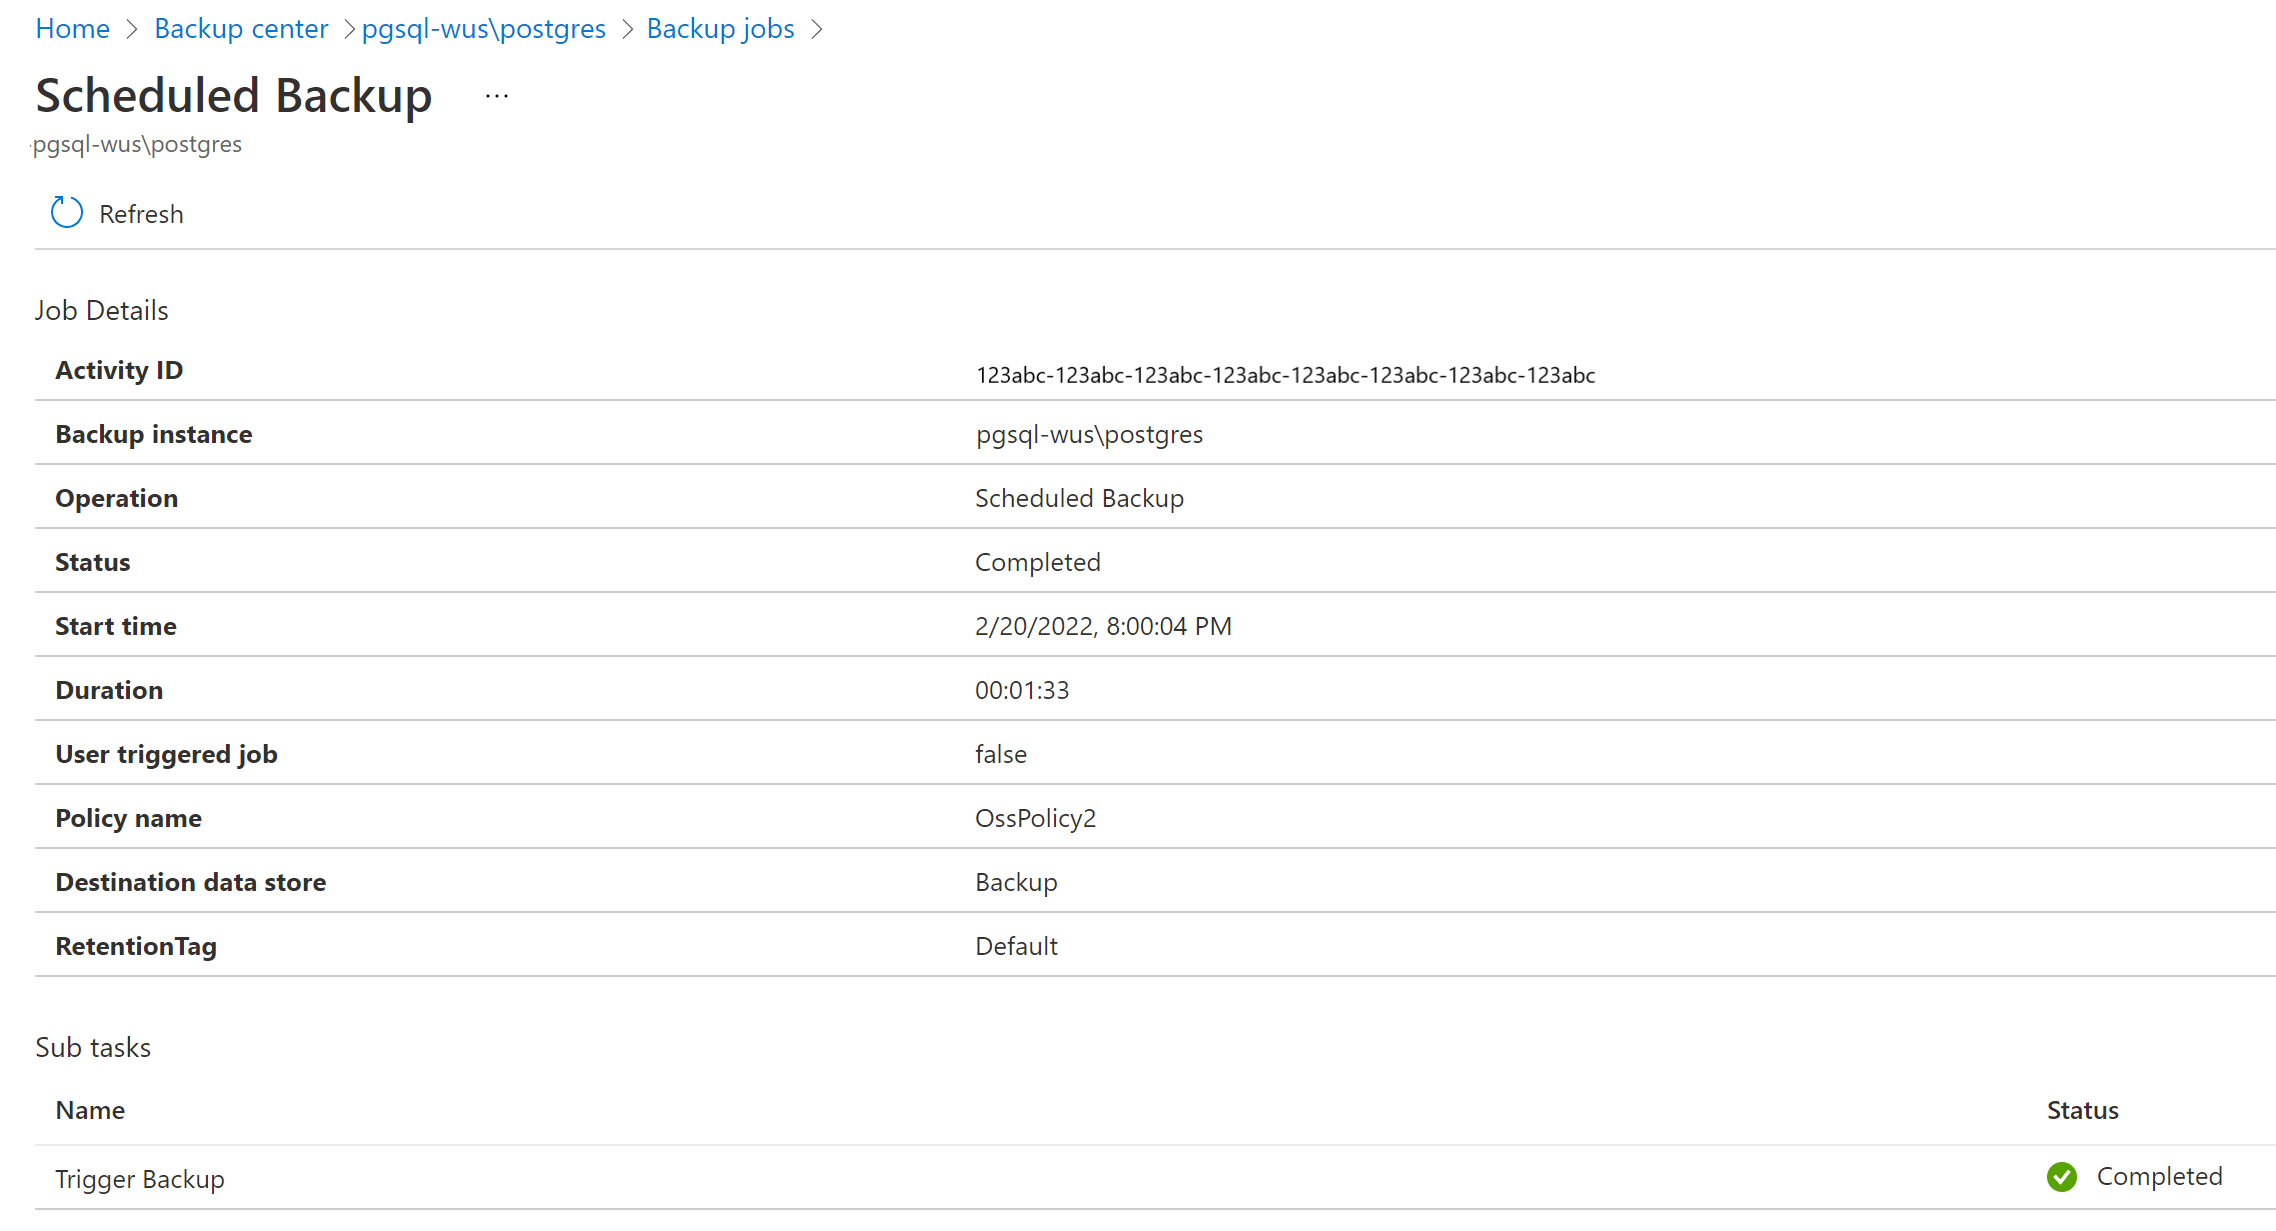 Home > Backup center > pgsql-wus\postgres > Backup jobs >
Scheduled Backup ...
pgsql-wus\postgres
Refresh
Job Details
Activity ID 123abc-123abc-123abc-123abc-123abc-123abc-123abc-123abc
Backup instance pgsql-wus\postgres
Operation Scheduled Backup
Status Completed
Start time 2/20/2022, 8:00:04 PM
Duration 00:01:33
User triggered job false
Policy name OssPolicy2
Destination data store Backup
RetentionTag Default
Sub tasks
Name Status
Trigger Backup Completed